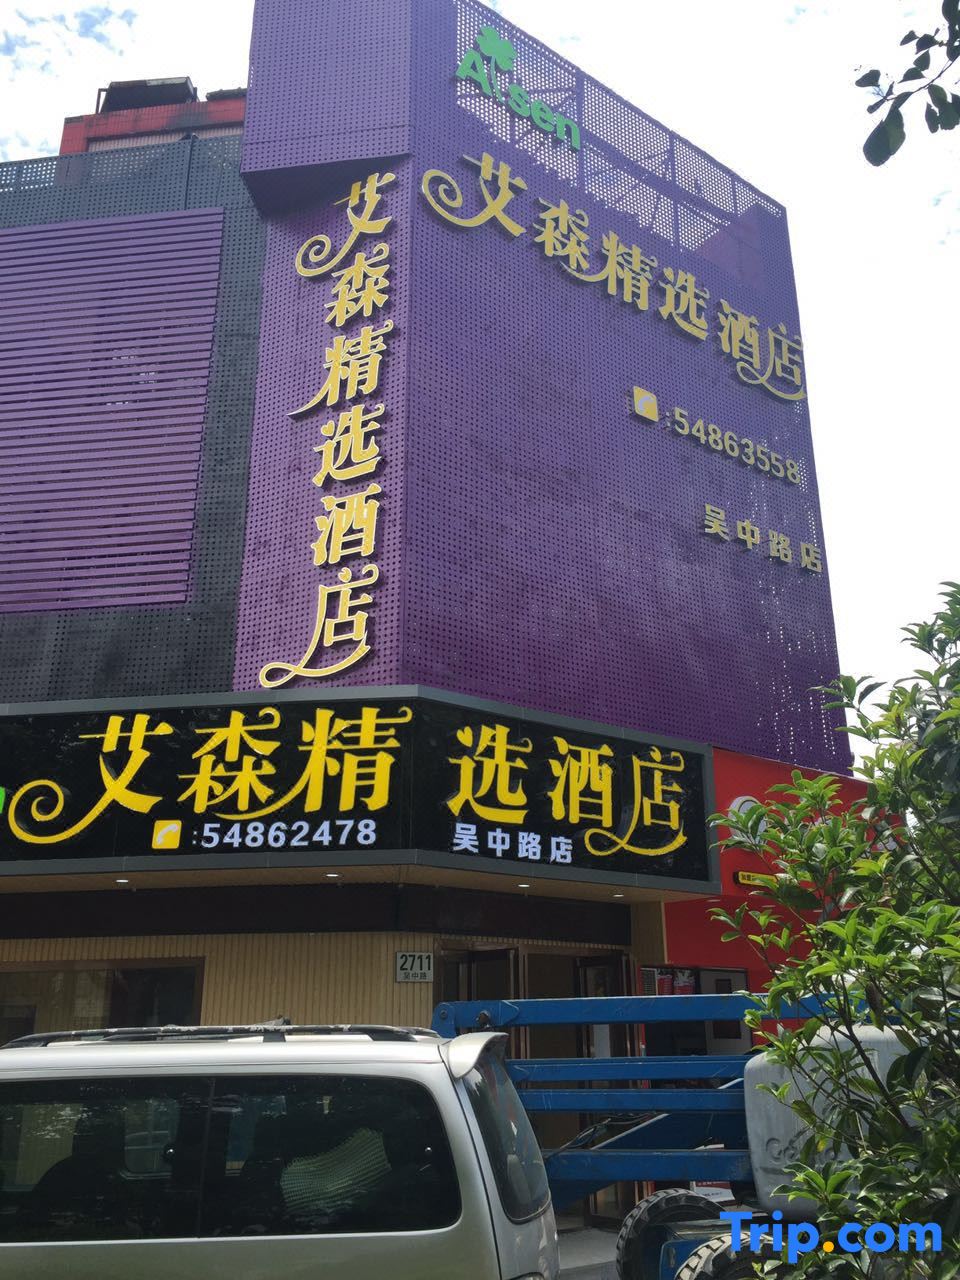 Aisen
艾森精选酒店
:54863558
吴中路店
艾森精选酒店
艾森精选酒店
:54862478
吴中路店
2711
吴中路
Trip.com